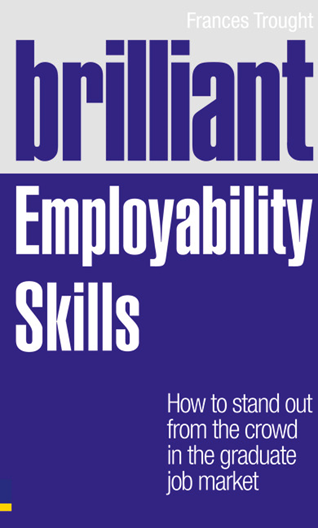 Frances Trought
brilliant
Employability
Skills
How to stand out
from the crowd
in the graduate
job market